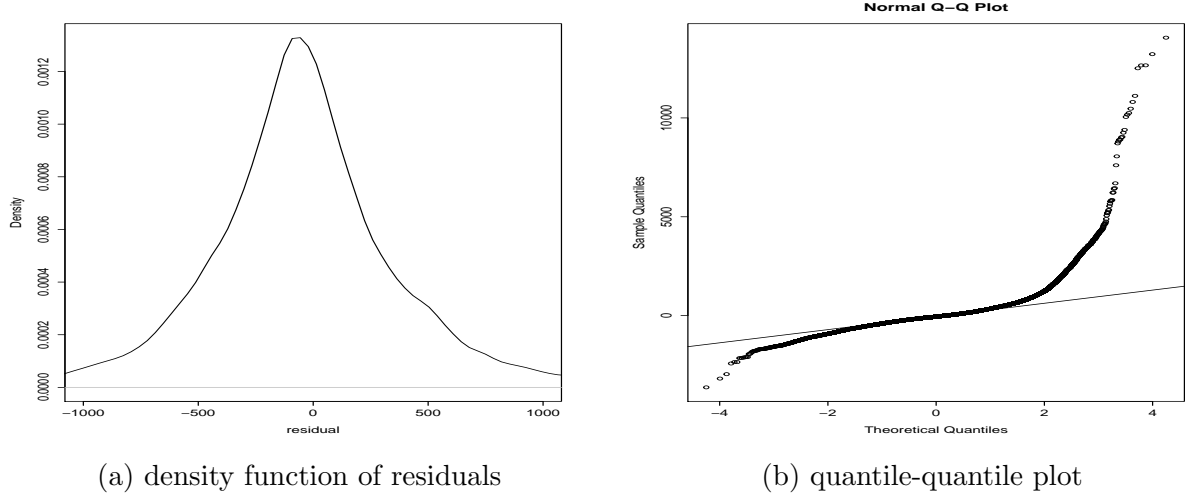 Normal Q−Q Plot
Density
0.0000 0.0002 0.0004 0.0006 0.0008 0.0010 0.0012
−1000 −500 0 500 1000
residual
Sample Quantiles
0 5000 10000
−4 −2 0 2 4
Theoretical Quantiles
(a) density function of residuals
(b) quantile-quantile plot